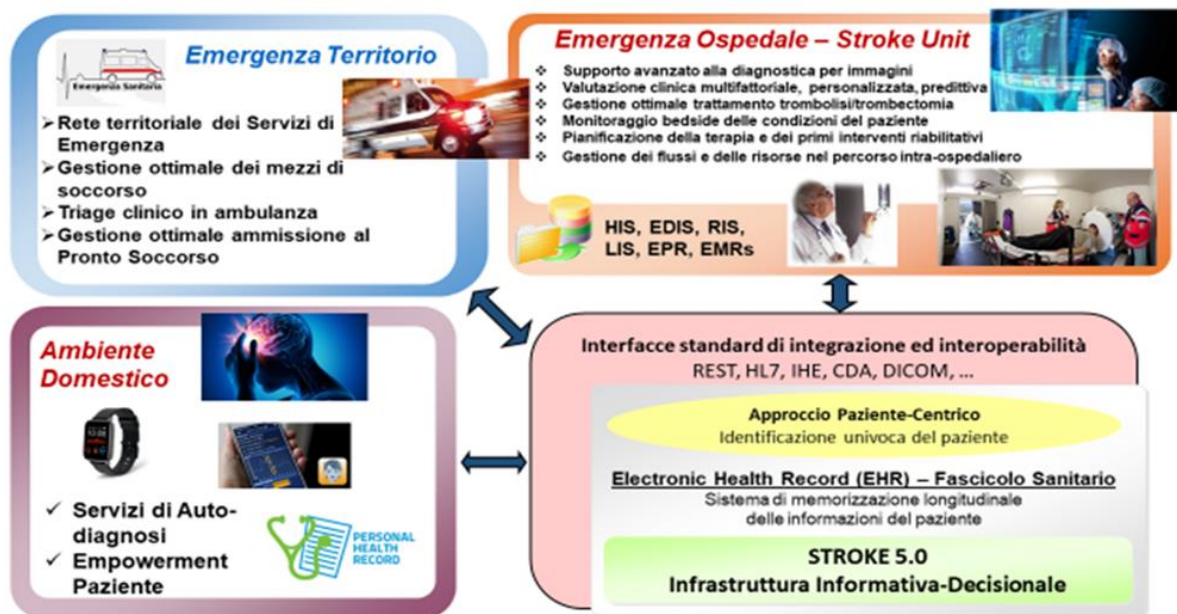 Emergenza Territorio
Emergenza Sanitaria
➢Rete territoriale dei Servizi di
Emergenza
➢Gestione ottimale dei mezzi di
soccorso
➢Triage clinico in ambulanza
➢Gestione ottimale ammissione al
Pronto Soccorso
Emergenza Ospedale – Stroke Unit
❖ Supporto avanzato alla diagnostica per immagini
❖ Valutazione clinica multifattoriale, personalizzata, predittiva
❖ Gestione ottimale trattamento trombolisi/trombectomia
❖ Monitoraggio bedside delle condizioni del paziente
❖ Pianificazione della terapia e dei primi interventi riabilitativi
❖ Gestione dei flussi e delle risorse nel percorso intra-ospedaliero
HIS, EDIS, RIS,
LIS, EPR, EMRs
Ambiente
Domestico
✓ Servizi di Auto-
diagnosi
✓ Empowerment
Paziente
PERSONAL
HEALTH
RECORD
Interfacce standard di integrazione ed interoperabilità
REST, HL7, IHE, CDA, DICOM, ...
Approccio Paziente-Centrico
Identificazione univoca del paziente
Electronic Health Record (EHR) – Fascicolo Sanitario
Sistema di memorizzazione longitudinale
delle informazioni del paziente
STROKE 5.0
Infrastruttura Informativa-Decisionale